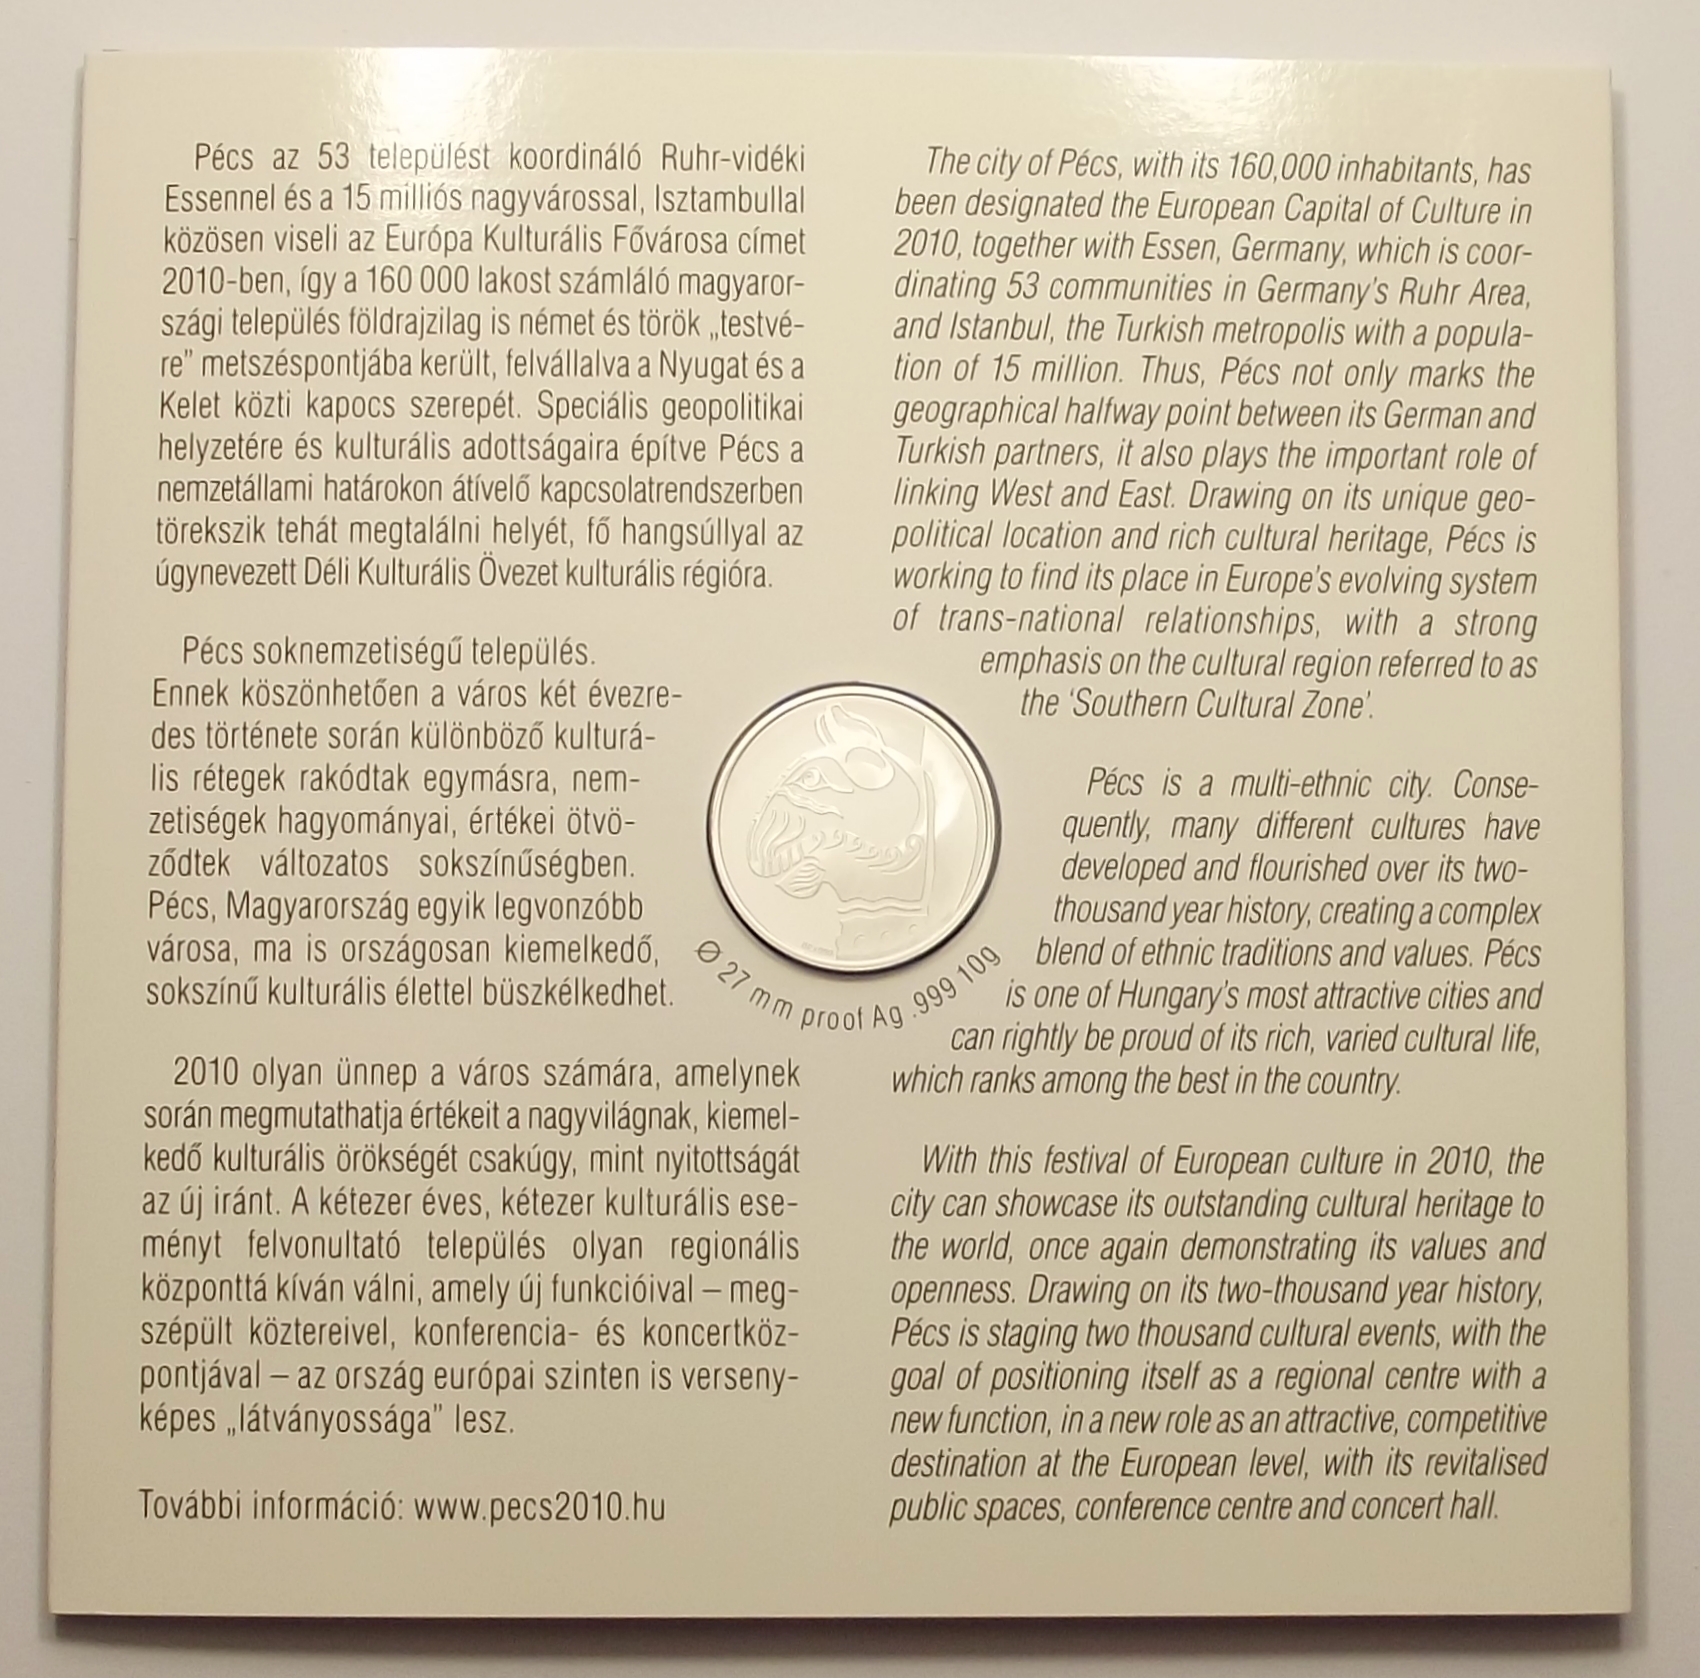 Pécs az 53 települést koordináló Ruhr-vidéki
Essennel és a 15 milliós nagyvárossal, Isztambullal
közösen viseli az Európa Kulturális Fővárosa címet
2010-ben, így a 160 000 lakost számláló magyaror-
szági település földrajzilag is német és török „testvé-
re” metszéspontjába került, felvállalva a Nyugat és a
Kelet közti kapocs szerepét. Speciális geopolitikai
helyzetére és kulturális adottságaira építve Pécs a
nemzetállami határokon átívelő kapcsolatrendszerben
törekszik tehát megtalálni helyét, fő hangsúllyal az
úgynevezett Déli Kulturális Övezet kulturális régióra.
Pécs soknemzetiségű település.
Ennek köszönhetően a város két évezre-
des története során különböző kulturá-
lis rétegek rakódtak egymásra, nem-
zetiségek hagyományai, értékei ötvö-
ződtek változatos sokszínűségben.
Pécs, Magyarország egyik legvonzóbb
városa, ma is országosan kiemelkedő,
sokszínű kulturális élettel büszkélkedhet.
2010 olyan ünnep a város számára, amelynek
során megmutathatja értékeit a nagyvilágnak, kiemel-
kedő kulturális örökségét csakúgy, mint nyitottságát
az új iránt. A kétezer éves, kétezer kulturális ese-
ményt felvonultató település olyan regionális
központtá kíván válni, amely új funkcióival – meg-
szépült köztereivel, konferencia- és koncertköz-
pontjával – az ország európai szinten is verseny-
képes „látványossága” lesz.
További információ: www.pecs2010.hu
Ø 27 mm proof Ag .999 10g
The city of Pécs, with its 160,000 inhabitants, has
been designated the European Capital of Culture in
2010, together with Essen, Germany, which is coor-
dinating 53 communities in Germany's Ruhr Area,
and Istanbul, the Turkish metropolis with a popula-
tion of 15 million. Thus, Pécs not only marks the
geographical halfway point between its German and
Turkish partners, it also plays the important role of
linking West and East. Drawing on its unique geo-
political location and rich cultural heritage, Pécs is
working to find its place in Europe's evolving system
of trans-national relationships, with a strong
emphasis on the cultural region referred to as
the ‘Southern Cultural Zone’.
Pécs is a multi-ethnic city. Conse-
quently, many different cultures have
developed and flourished over its two-
thousand year history, creating a complex
blend of ethnic traditions and values. Pécs
is one of Hungary's most attractive cities and
can rightly be proud of its rich, varied cultural life,
which ranks among the best in the country.
With this festival of European culture in 2010, the
city can showcase its outstanding cultural heritage to
the world, once again demonstrating its values and
openness. Drawing on its two-thousand year history,
Pécs is staging two thousand cultural events, with the
goal of positioning itself as a regional centre with a
new function, in a new role as an attractive, competitive
destination at the European level, with its revitalised
public spaces, conference centre and concert hall.